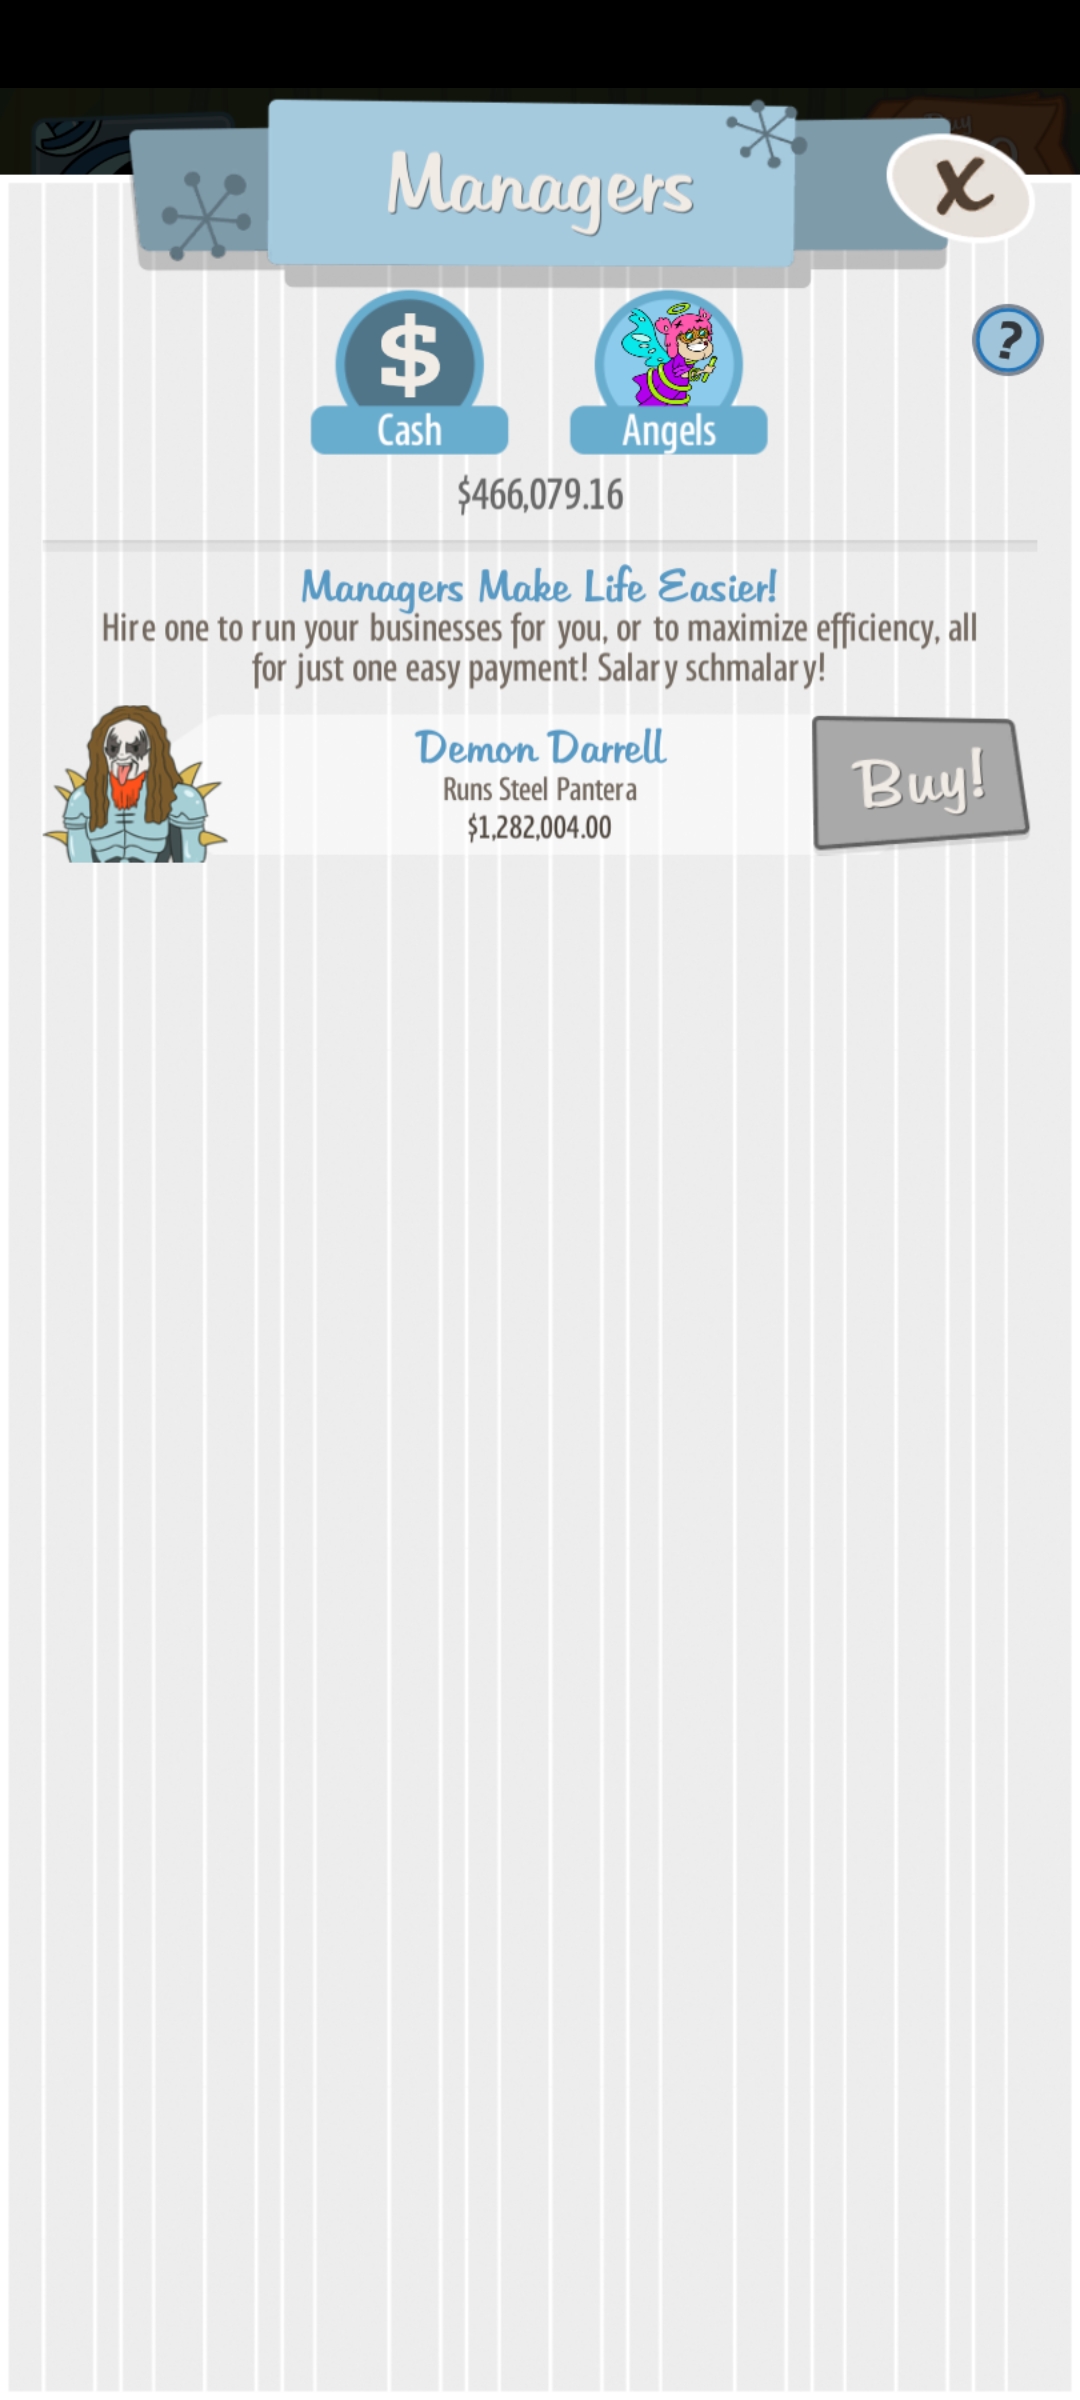 Managers
X
$
?
Cash
Angels
$466,079.16
Managers Make Life Easier!
Hire one to run your businesses for you, or to maximize efficiency, all
for just one easy payment! Salary schmalary!
Demon Darrell
Runs Steel Pantera
$1,282,004.00
Buy!